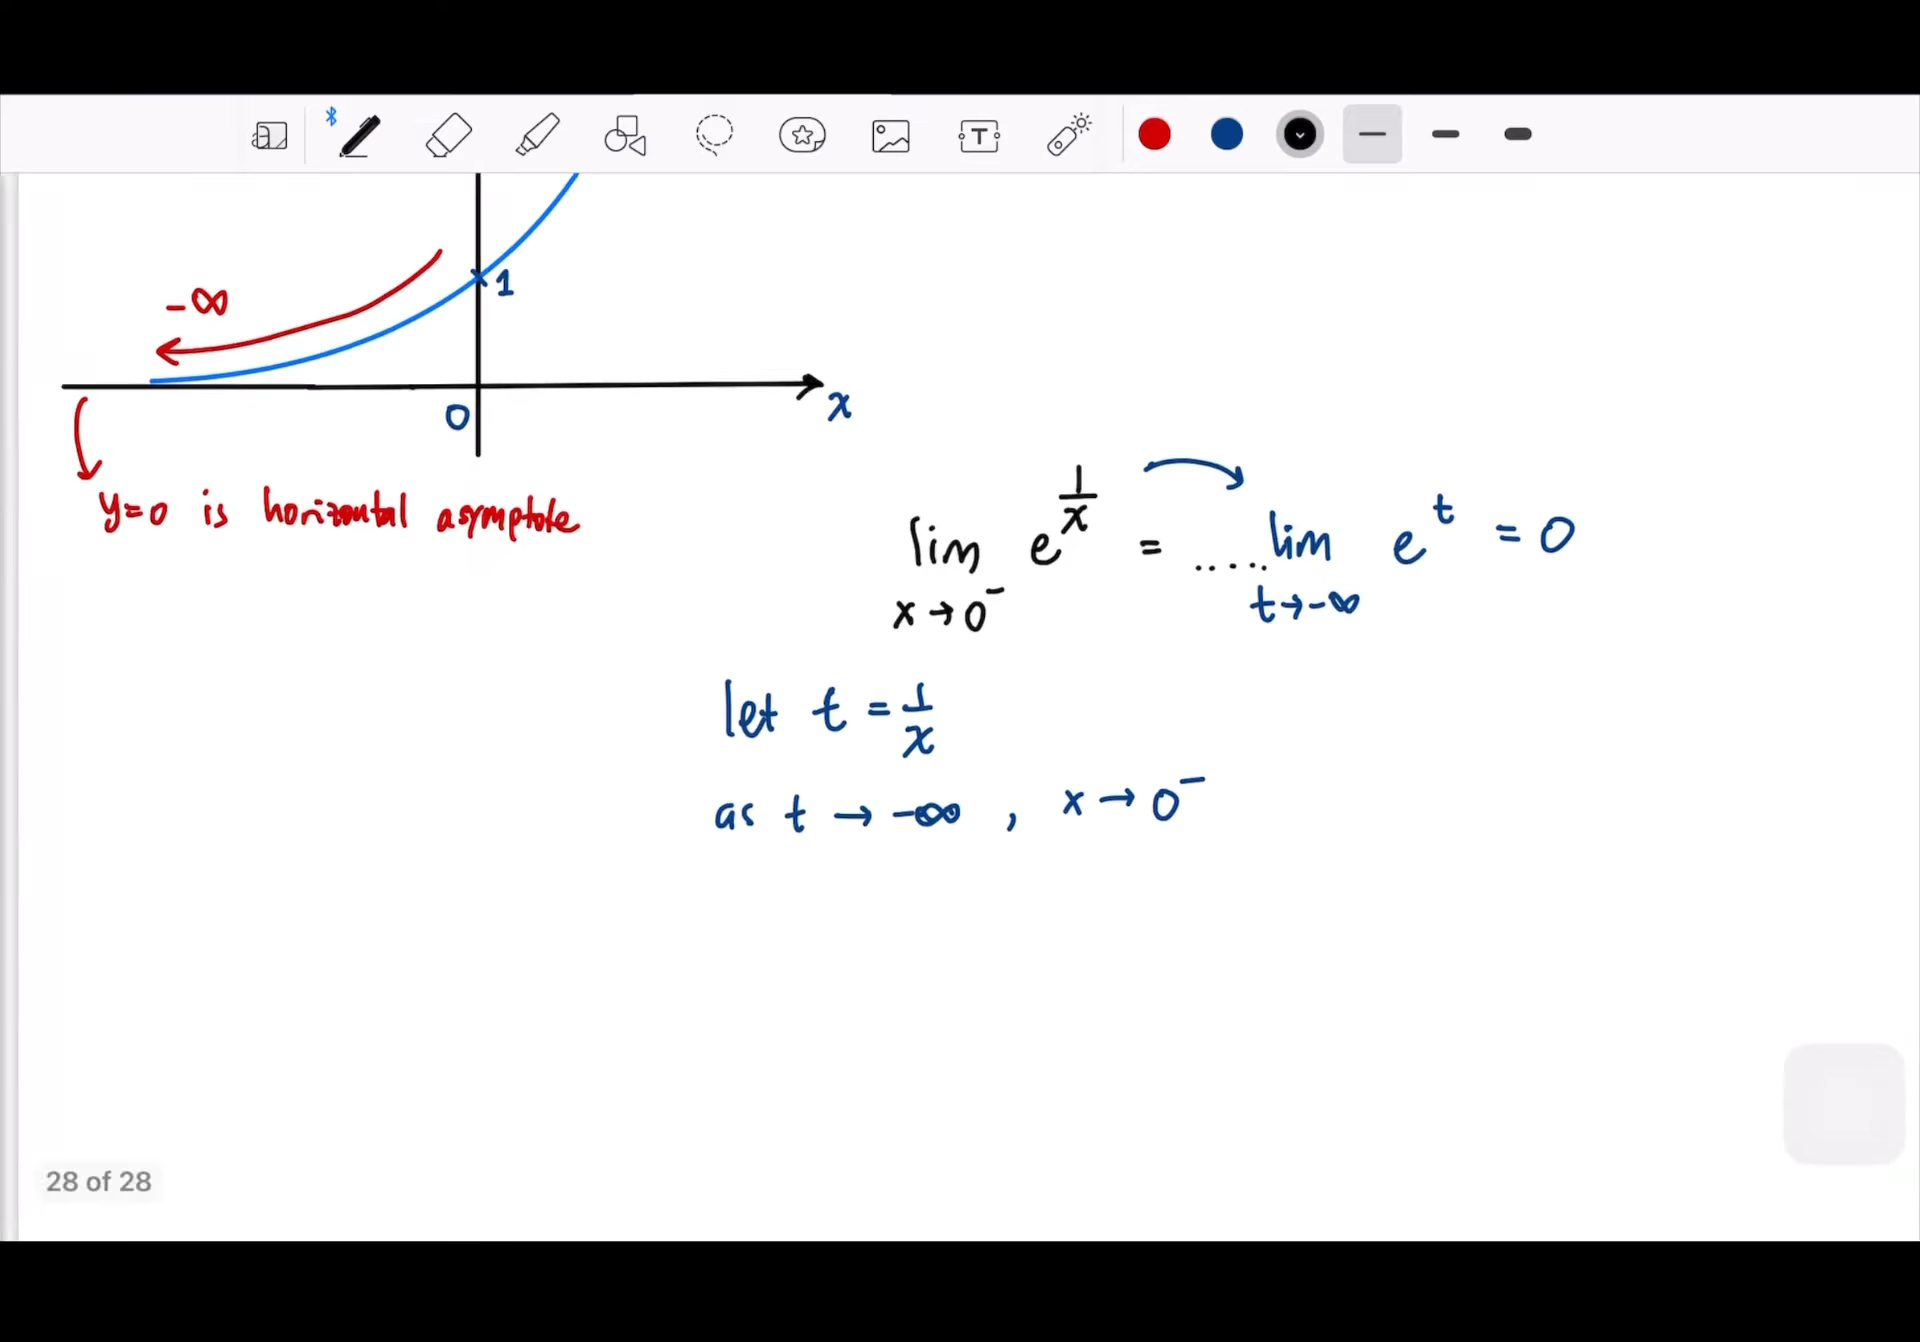 -∞
1
0
x
y=0 is horizontal asymptote
lim e^(1/x) = ..... lim e^t = 0
x→0⁻ t→-∞
let t = 1/x
as t → -∞ , x → 0⁻
28 of 28